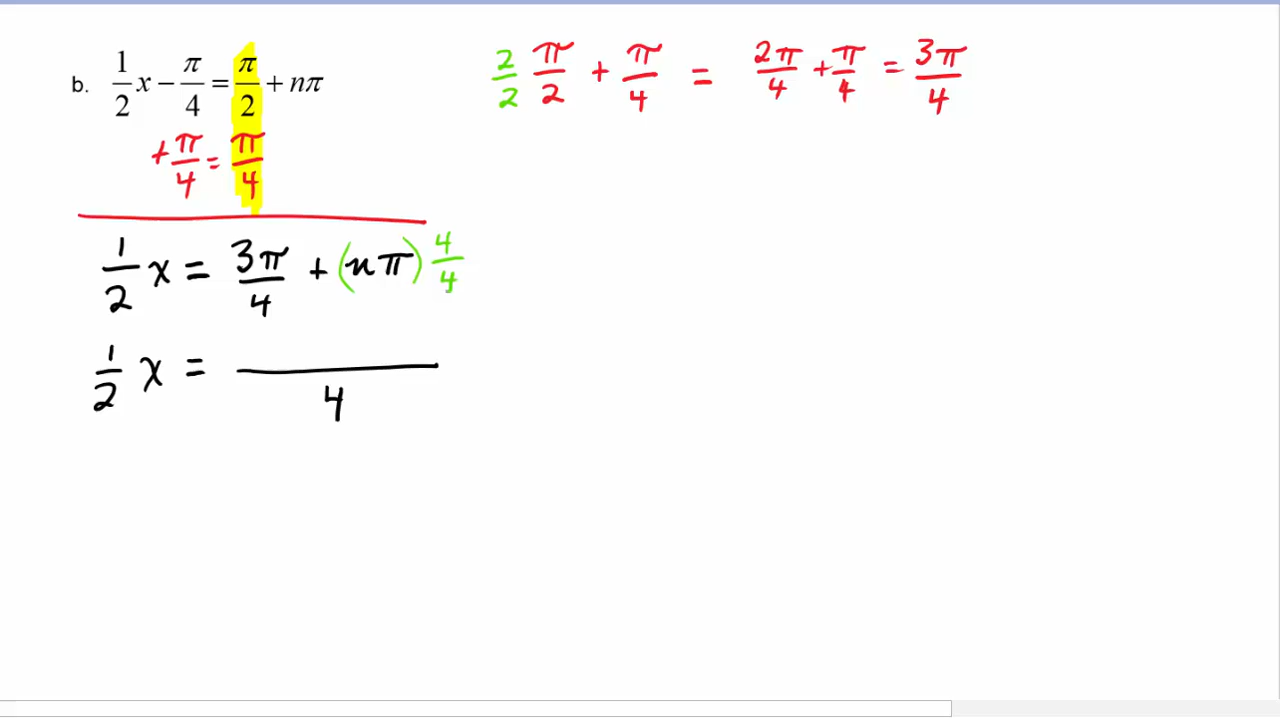 b. 1/2 x − π/4 = π/2 + nπ
2/2 π/2 + π/4 = 2π/4 + π/4 = 3π/4
+π/4 = π/4
1/2 x = 3π/4 + (nπ) 4/4
1/2 x = /4